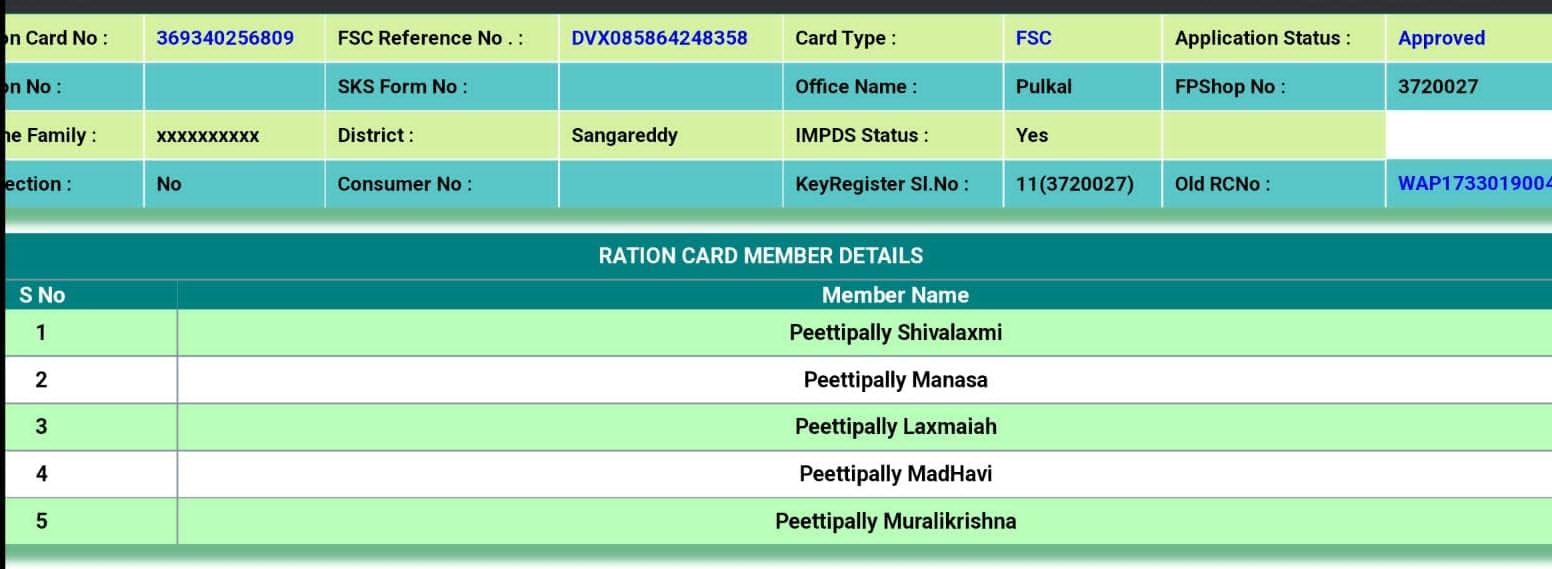 on Card No : 369340256809 FSC Reference No . : DVX085864248358 Card Type : FSC Application Status : Approved
on No : SKS Form No : Office Name : Pulkal FPShop No : 3720027
he Family : xxxxxxxxxx District : Sangareddy IMPDS Status : Yes
ection : No Consumer No : KeyRegister Sl.No : 11(3720027) Old RCNo : WAP1733019004
RATION CARD MEMBER DETAILS
S No Member Name
1 Peettipally Shivalaxmi
2 Peettipally Manasa
3 Peettipally Laxmaiah
4 Peettipally MadHavi
5 Peettipally Muralikrishna